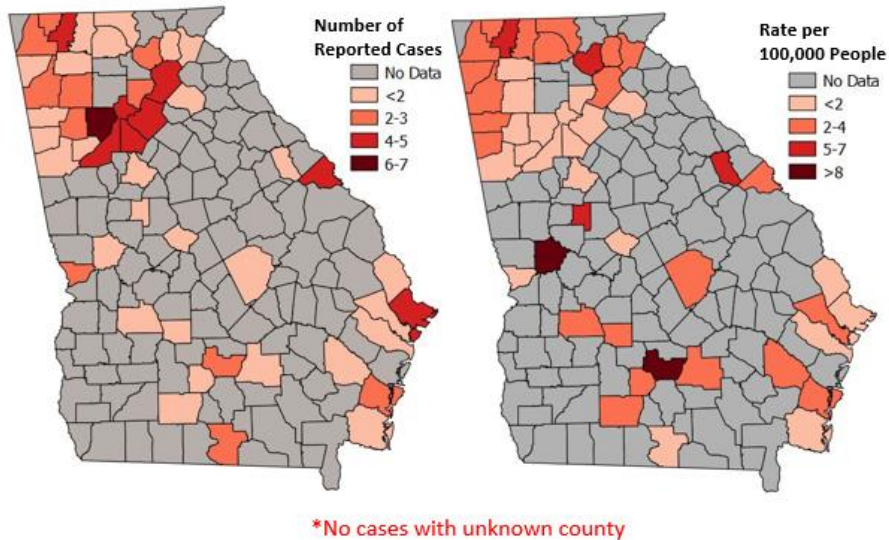 Number of
Reported Cases
No Data
<2
2-3
4-5
6-7
Rate per
100,000 People
No Data
<2
2-4
5-7
>8
*No cases with unknown county